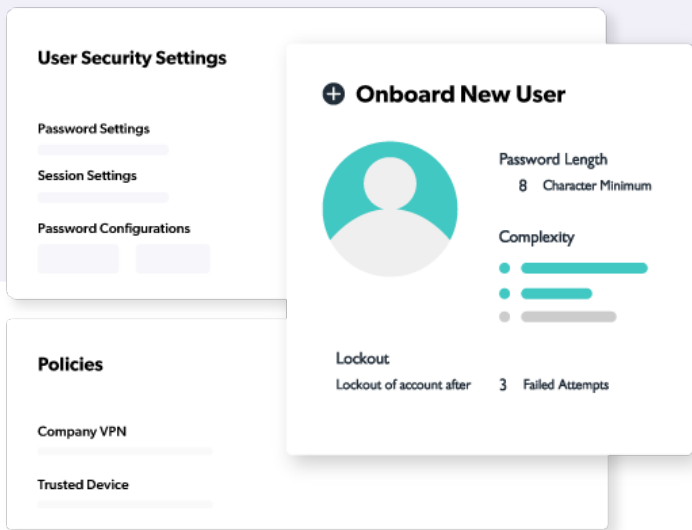 User Security Settings
Password Settings
Session Settings
Password Configurations
Policies
Company VPN
Trusted Device
Onboard New User
Password Length
8 Character Minimum
Complexity
Lockout
Lockout of account after 3 Failed Attempts